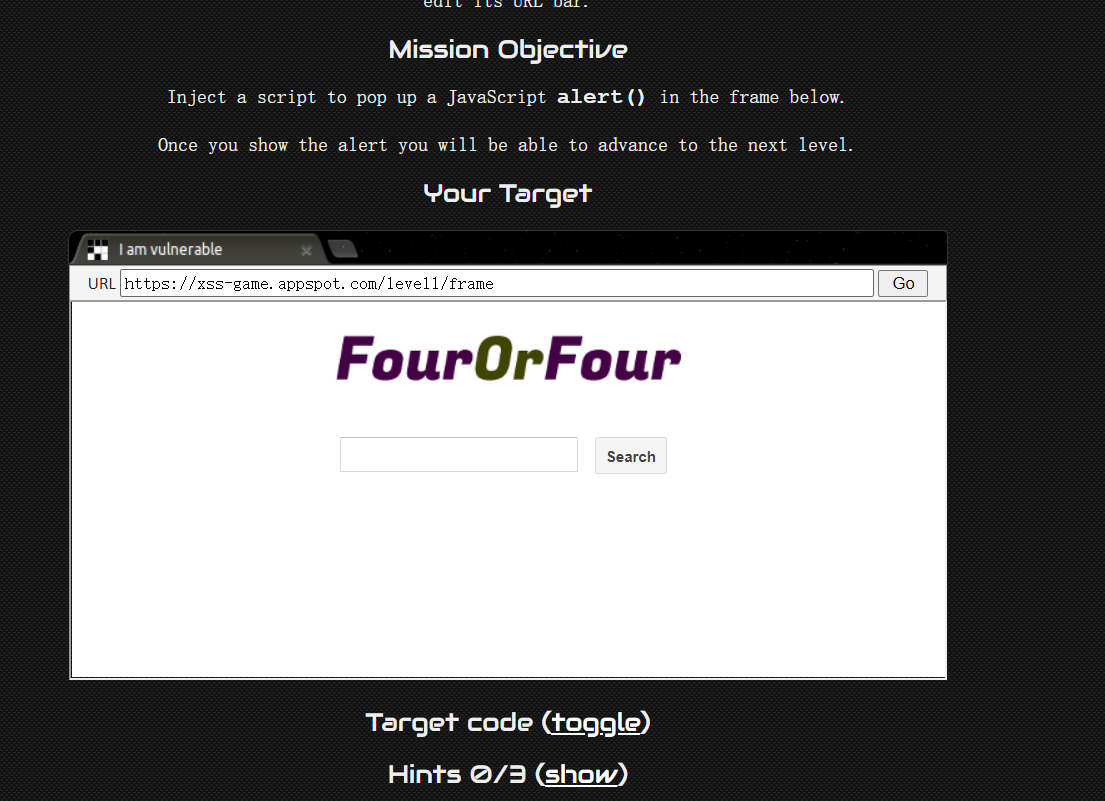 edit its URL bar.
Mission Objective
Inject a script to pop up a JavaScript alert() in the frame below.
Once you show the alert you will be able to advance to the next level.
Your Target
I am vulnerable
URL https://xss-game.appspot.com/level1/frame Go
FourOrFour
Search
Target code (toggle)
Hints 0/3 (show)